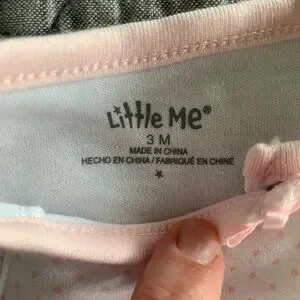 Little Me®
3 M
MADE IN CHINA
HECHO EN CHINA / FABRIQUÉ EN CHINE